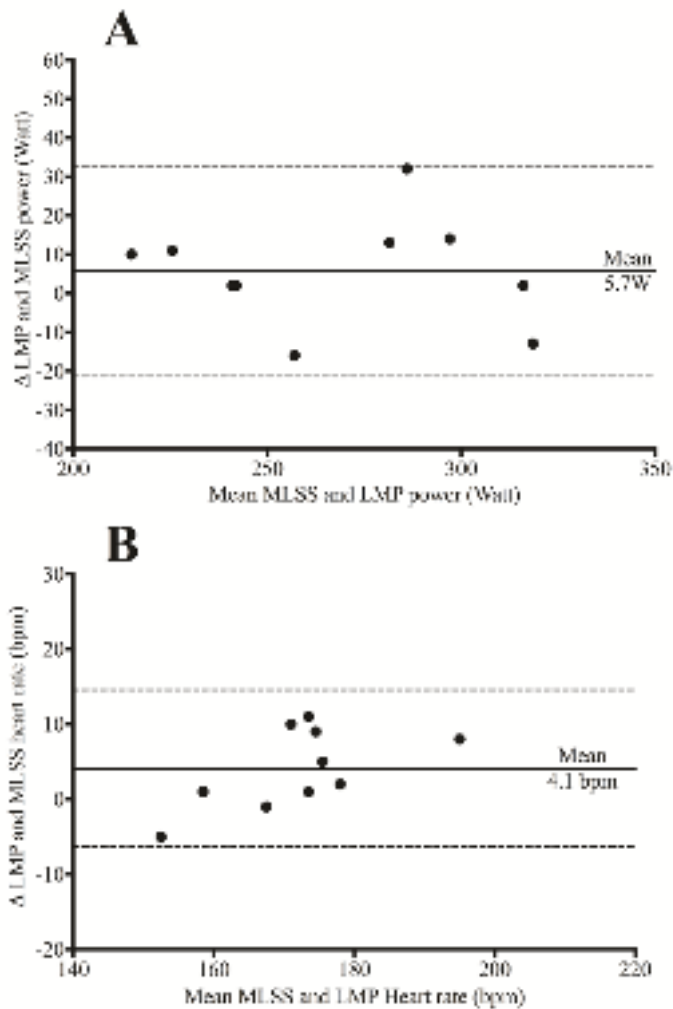 A
60
50
40
30
20
10
0
-10
-20
-30
-40
Δ LMP and MLSS power (Watt)
Mean
5.7W
200 250 300 350
Mean MLSS and LMP power (Watt)
B
30
20
10
0
-10
-20
Δ LMP and MLSS heart rate (bpm)
Mean
4.1 bpm
140 160 180 200 220
Mean MLSS and LMP Heart rate (bpm)